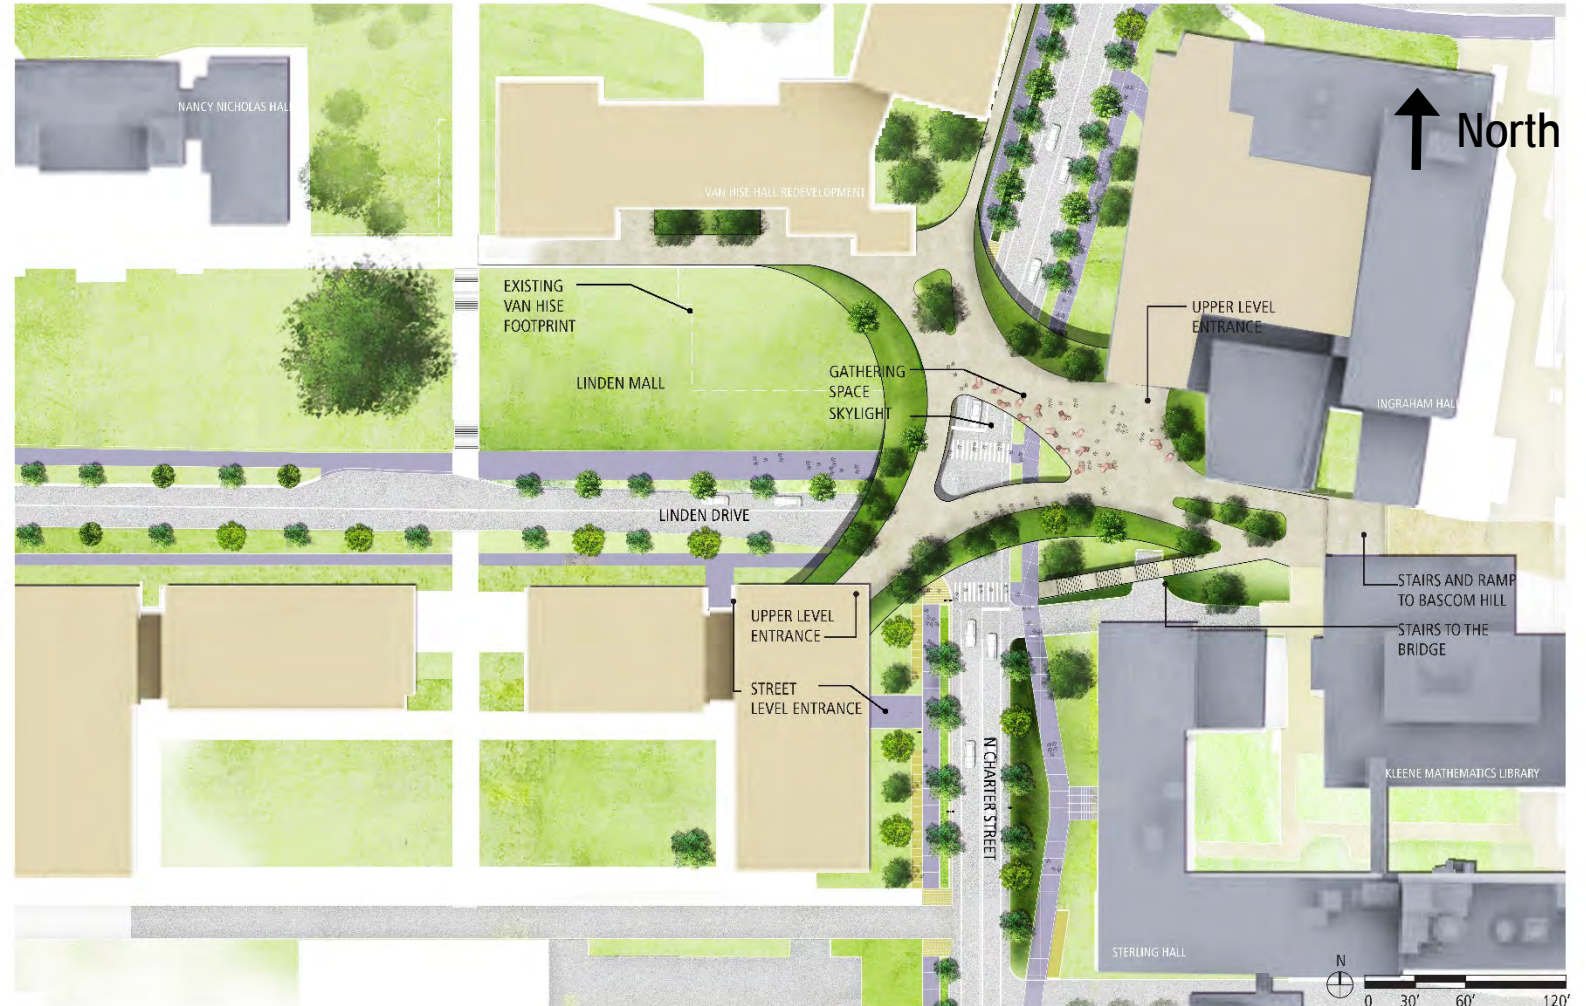 NANCY NICHOLAS HALL
North
VAN HISE HALL REDEVELOPMENT
EXISTING
VAN HISE
FOOTPRINT
UPPER LEVEL
ENTRANCE
LINDEN MALL
GATHERING
SPACE
SKYLIGHT
INGRAHAM HALL
LINDEN DRIVE
STAIRS AND RAMP
TO BASCOM HILL
UPPER LEVEL
ENTRANCE
STAIRS TO THE
BRIDGE
STREET
LEVEL ENTRANCE
N CHARTER STREET
KLEENE MATHEMATICS LIBRARY
STERLING HALL
N
0 30' 60' 120'